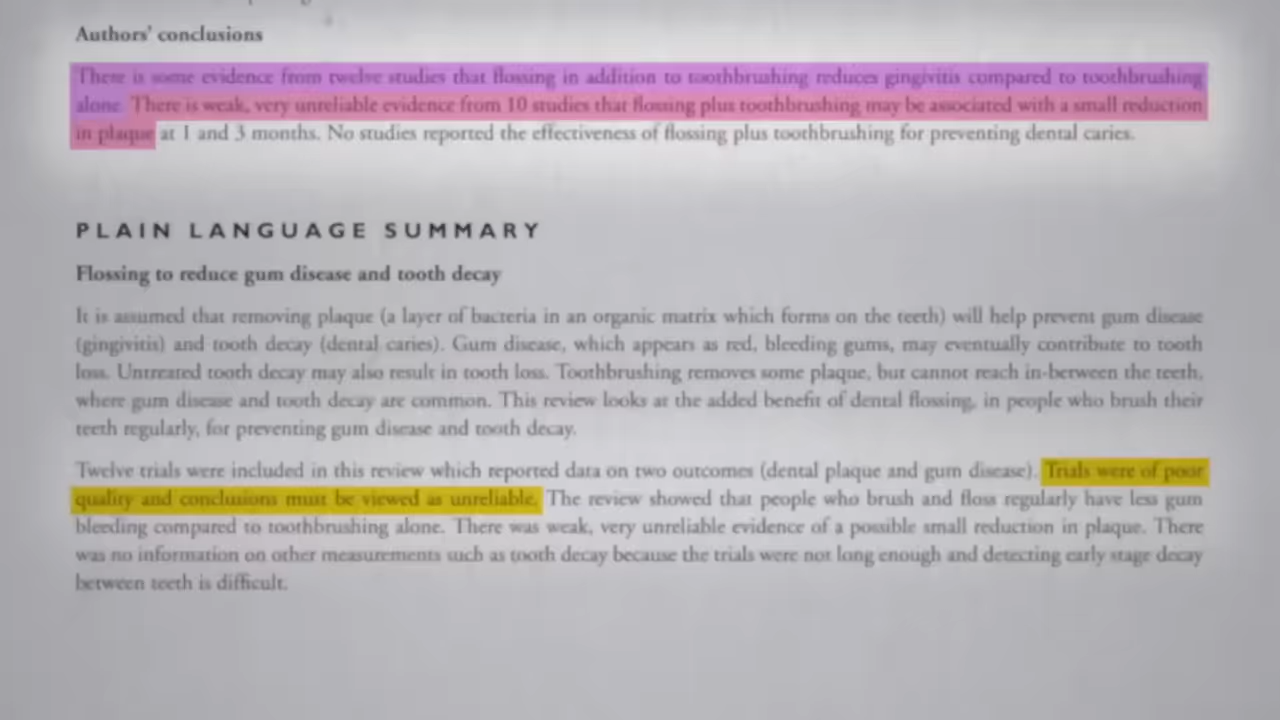 Authors' conclusions
There is some evidence from twelve studies that flossing in addition to toothbrushing reduces gingivitis compared to toothbrushing
alone. There is weak, very unreliable evidence from 10 studies that flossing plus toothbrushing may be associated with a small reduction
in plaque at 1 and 3 months. No studies reported the effectiveness of flossing plus toothbrushing for preventing dental caries.
PLAIN LANGUAGE SUMMARY
Flossing to reduce gum disease and tooth decay
It is assumed that removing plaque (a layer of bacteria in an organic matrix which forms on the teeth) will help prevent gum disease
(gingivitis) and tooth decay (dental caries). Gum disease, which appears as red, bleeding gums, may eventually contribute to tooth
loss. Untreated tooth decay may also result in tooth loss. Toothbrushing removes some plaque, but cannot reach in-between the teeth,
where gum disease and tooth decay are common. This review looks at the added benefit of dental flossing, in people who brush their
teeth regularly, for preventing gum disease and tooth decay.
Twelve trials were included in this review which reported data on two outcomes (dental plaque and gum disease). Trials were of poor
quality and conclusions must be viewed as unreliable. The review showed that people who brush and floss regularly have less gum
bleeding compared to toothbrushing alone. There was weak, very unreliable evidence of a possible small reduction in plaque. There
was no information on other measurements such as tooth decay because the trials were not long enough and detecting early stage decay
between teeth is difficult.